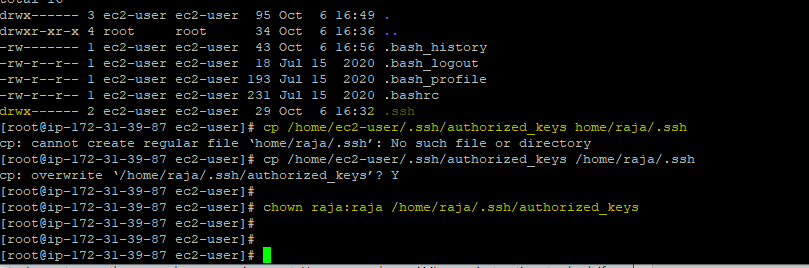 total 16
drwx------ 3 ec2-user ec2-user  95 Oct  6 16:49 .
drwxr-xr-x 4 root     root      34 Oct  6 16:36 ..
-rw------- 1 ec2-user ec2-user  43 Oct  6 16:56 .bash_history
-rw-r--r-- 1 ec2-user ec2-user  18 Jul 15  2020 .bash_logout
-rw-r--r-- 1 ec2-user ec2-user 193 Jul 15  2020 .bash_profile
-rw-r--r-- 1 ec2-user ec2-user 231 Jul 15  2020 .bashrc
drwx------ 2 ec2-user ec2-user  29 Oct  6 16:32 .ssh
[root@ip-172-31-39-87 ec2-user]# cp /home/ec2-user/.ssh/authorized_keys home/raja/.ssh
cp: cannot create regular file ‘home/raja/.ssh’: No such file or directory
[root@ip-172-31-39-87 ec2-user]# cp /home/ec2-user/.ssh/authorized_keys /home/raja/.ssh
cp: overwrite ‘/home/raja/.ssh/authorized_keys’? Y
[root@ip-172-31-39-87 ec2-user]#
[root@ip-172-31-39-87 ec2-user]# chown raja:raja /home/raja/.ssh/authorized_keys
[root@ip-172-31-39-87 ec2-user]#
[root@ip-172-31-39-87 ec2-user]#
[root@ip-172-31-39-87 ec2-user]#